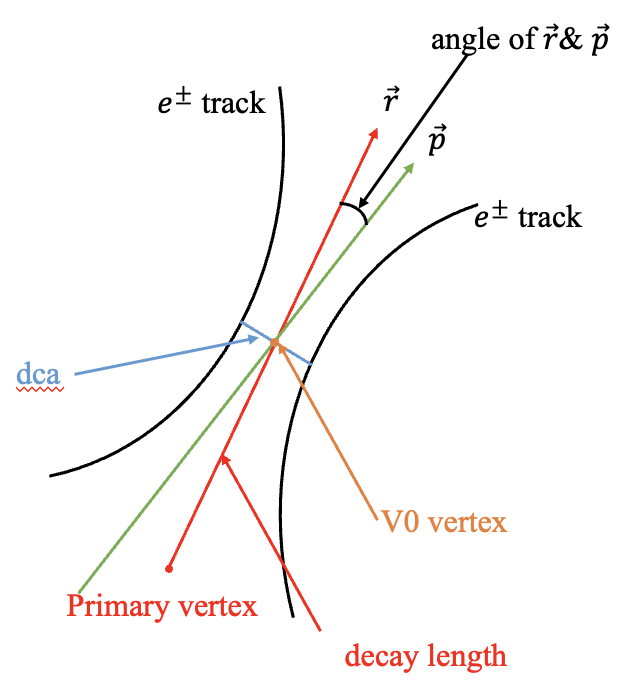 angle of r⃗& p⃗
e± track
r⃗
p⃗
e± track
dca
V0 vertex
Primary vertex
decay length